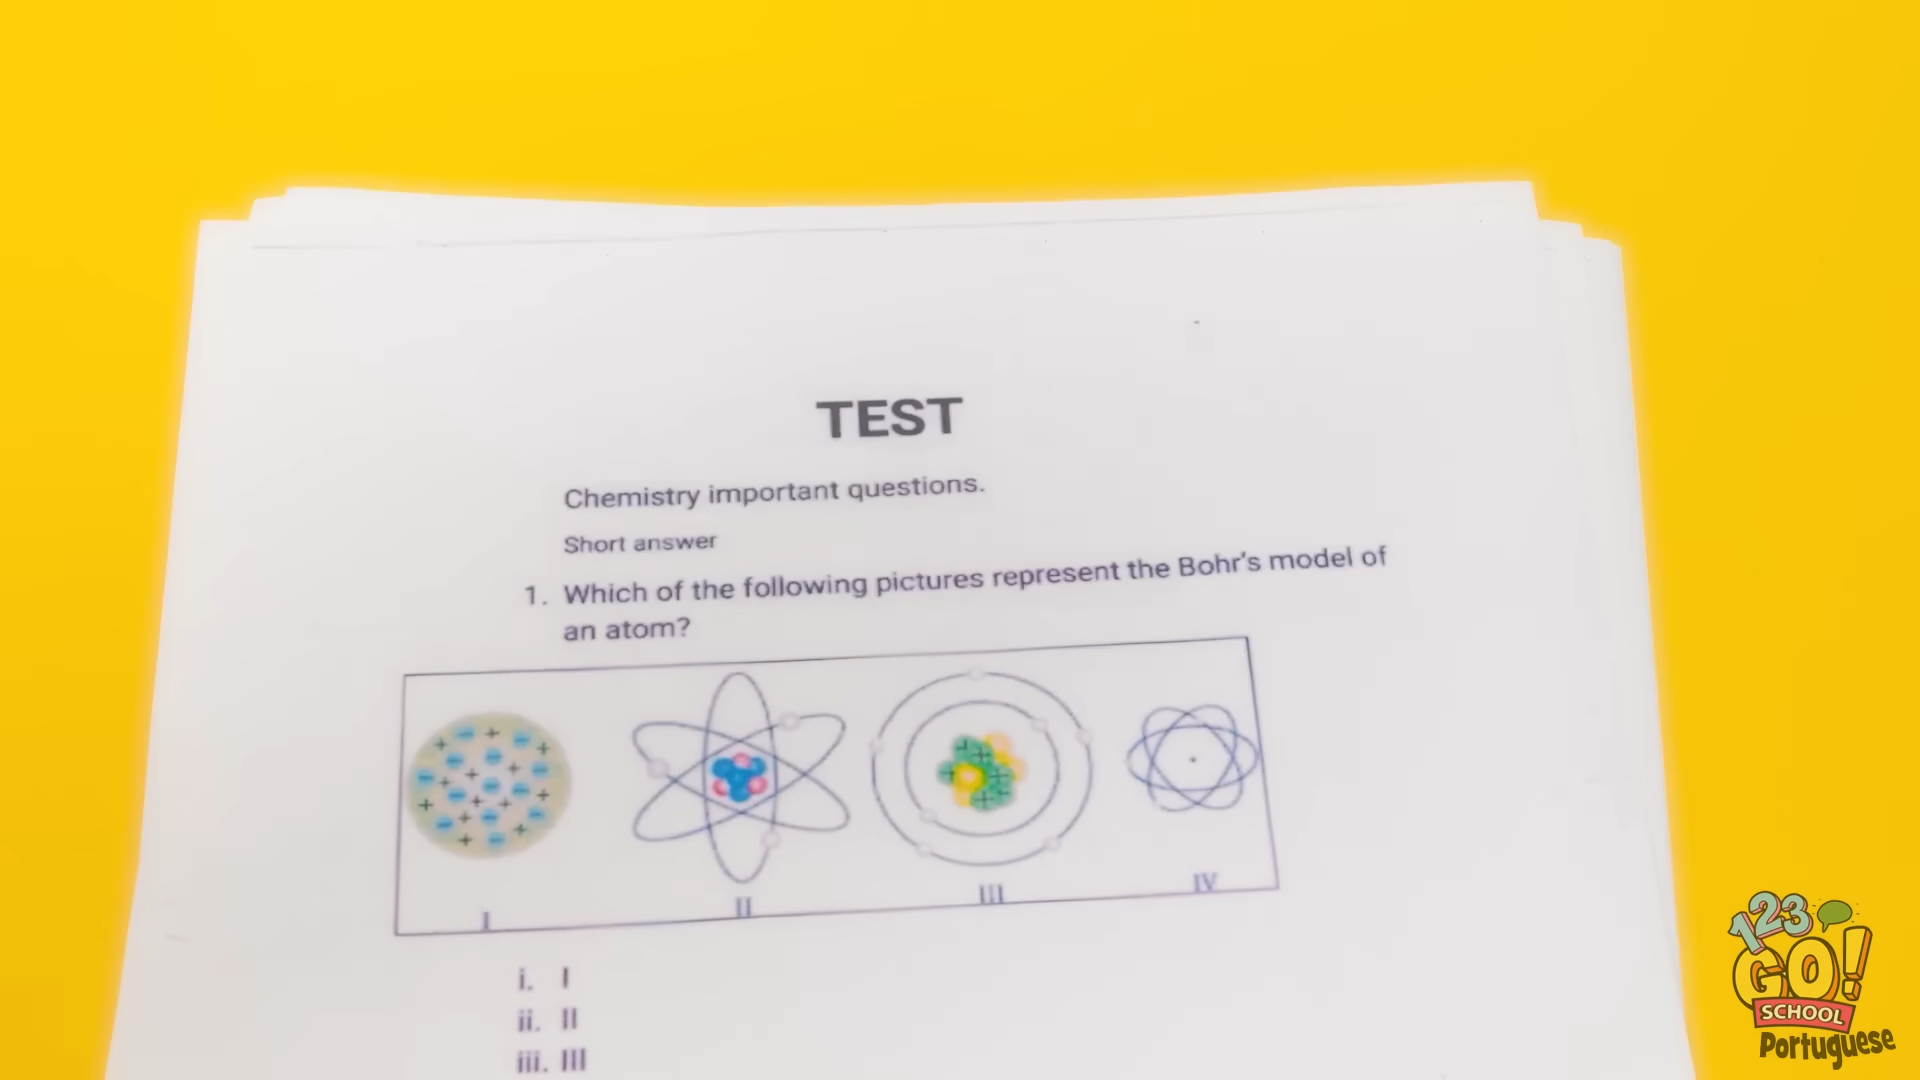 TEST
Chemistry important questions.
Short answer
1. Which of the following pictures represent the Bohr's model of
an atom?
I II III IV
i. I
ii. II
iii. III
123
GO!
SCHOOL
Portuguese